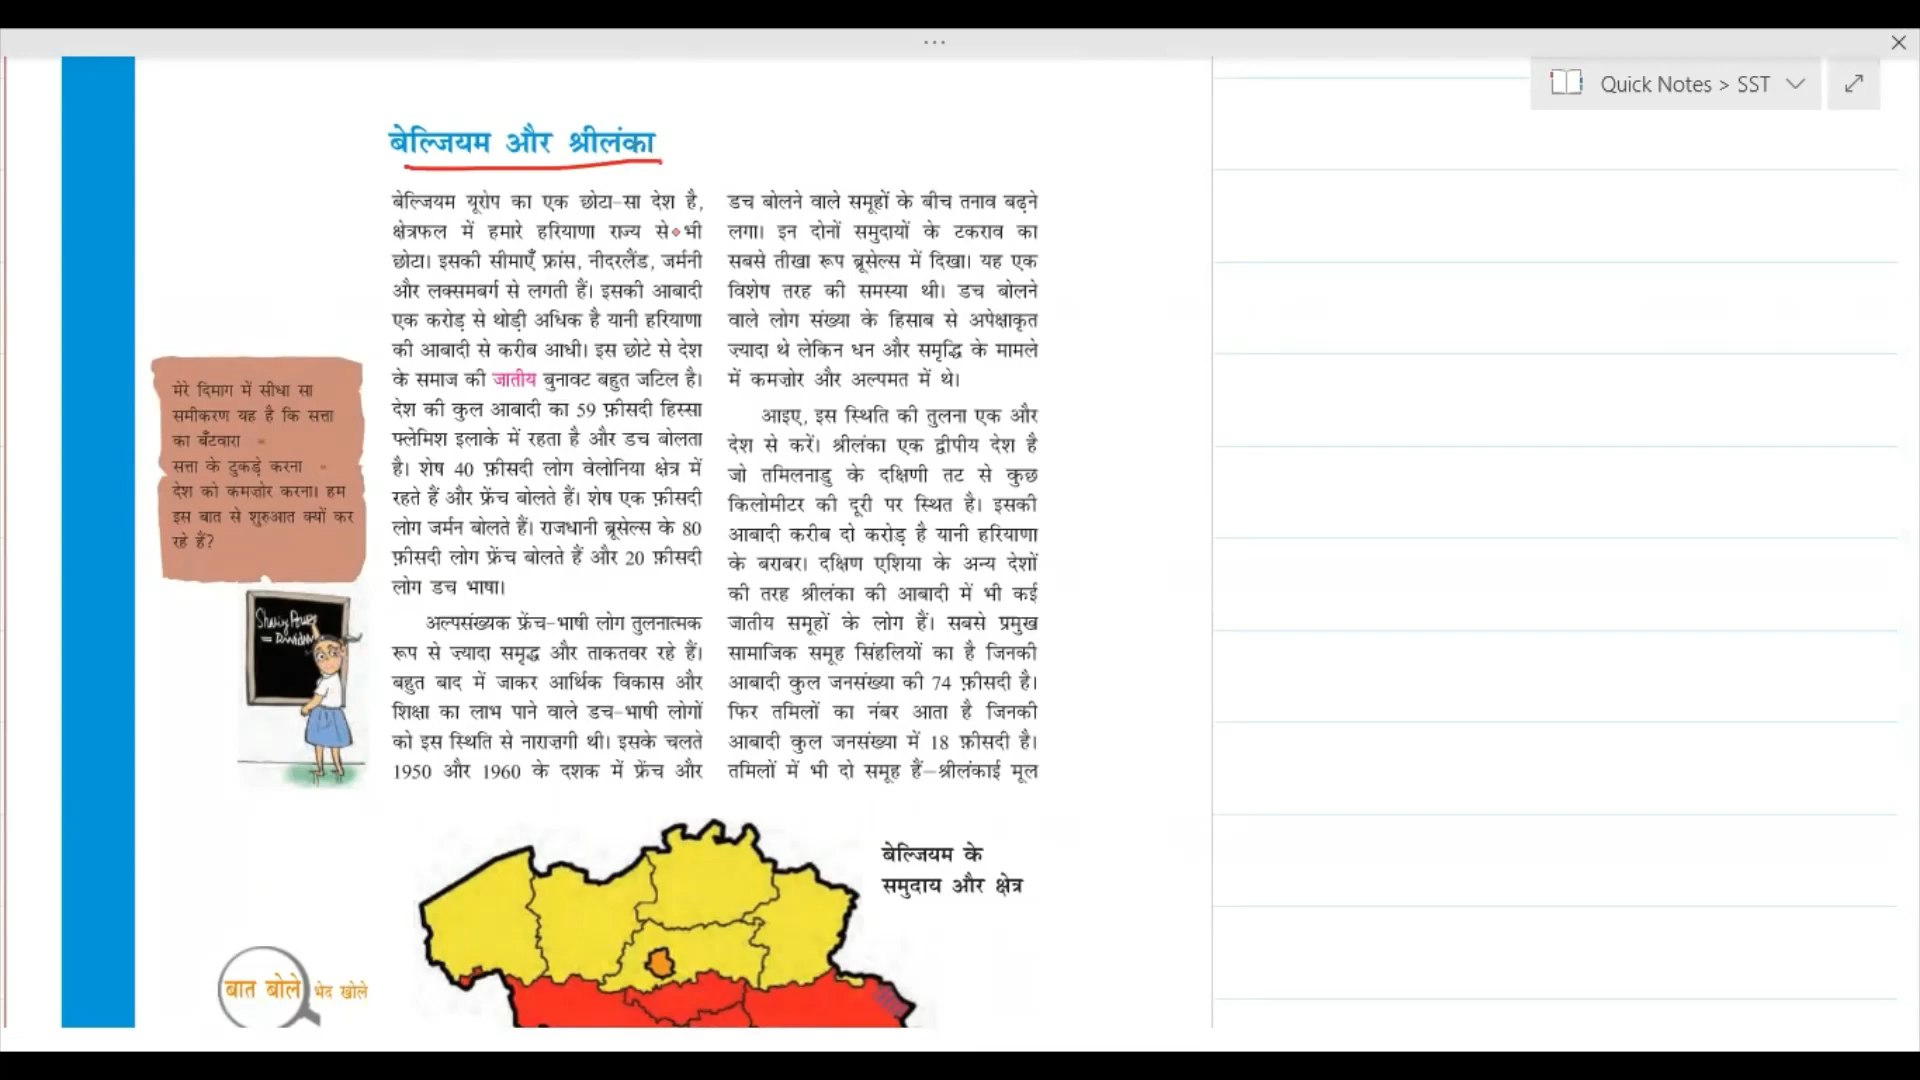 ...
Quick Notes > SST
बेल्जियम और श्रीलंका
बेल्जियम यूरोप का एक छोटा-सा देश है,
क्षेत्रफल में हमारे हरियाणा राज्य से भी
छोटा। इसकी सीमाएँ फ्रांस, नीदरलैंड, जर्मनी
और लक्समबर्ग से लगती हैं। इसकी आबादी
एक करोड़ से थोड़ी अधिक है यानी हरियाणा
की आबादी से करीब आधी। इस छोटे से देश
के समाज की जातीय बुनावट बहुत जटिल है।
देश की कुल आबादी का 59 फ़ीसदी हिस्सा
फ्लेमिश इलाके में रहता है और डच बोलता
है। शेष 40 फ़ीसदी लोग वेलोनिया क्षेत्र में
रहते हैं और फ्रेंच बोलते हैं। शेष एक फ़ीसदी
लोग जर्मन बोलते हैं। राजधानी ब्रूसेल्स के 80
फ़ीसदी लोग फ्रेंच बोलते हैं और 20 फ़ीसदी
लोग डच भाषा।
अल्पसंख्यक फ्रेंच-भाषी लोग तुलनात्मक
रूप से ज़्यादा समृद्ध और ताकतवर रहे हैं।
बहुत बाद में जाकर आर्थिक विकास और
शिक्षा का लाभ पाने वाले डच-भाषी लोगों
को इस स्थिति से नाराज़गी थी। इसके चलते
1950 और 1960 के दशक में फ्रेंच और
डच बोलने वाले समूहों के बीच तनाव बढ़ने
लगा। इन दोनों समुदायों के टकराव का
सबसे तीखा रूप ब्रूसेल्स में दिखा। यह एक
विशेष तरह की समस्या थी। डच बोलने
वाले लोग संख्या के हिसाब से अपेक्षाकृत
ज़्यादा थे लेकिन धन और समृद्धि के मामले
में कमज़ोर और अल्पमत में थे।
आइए, इस स्थिति की तुलना एक और
देश से करें। श्रीलंका एक द्वीपीय देश है
जो तमिलनाडु के दक्षिणी तट से कुछ
किलोमीटर की दूरी पर स्थित है। इसकी
आबादी करीब दो करोड़ है यानी हरियाणा
के बराबर। दक्षिण एशिया के अन्य देशों
की तरह श्रीलंका की आबादी में भी कई
जातीय समूहों के लोग हैं। सबसे प्रमुख
सामाजिक समूह सिंहलियों का है जिनकी
आबादी कुल जनसंख्या की 74 फ़ीसदी है।
फिर तमिलों का नंबर आता है जिनकी
आबादी कुल जनसंख्या में 18 फ़ीसदी है।
तमिलों में भी दो समूह हैं–श्रीलंकाई मूल
मेरे दिमाग में सीधा सा
समीकरण यह है कि सत्ता
का बँटवारा =
सत्ता के टुकड़े करना =
देश को कमज़ोर करना। हम
इस बात से शुरुआत क्यों कर
रहे हैं?
Sharing Power
= Dividing
बेल्जियम के
समुदाय और क्षेत्र
बात बोले भेद खोले